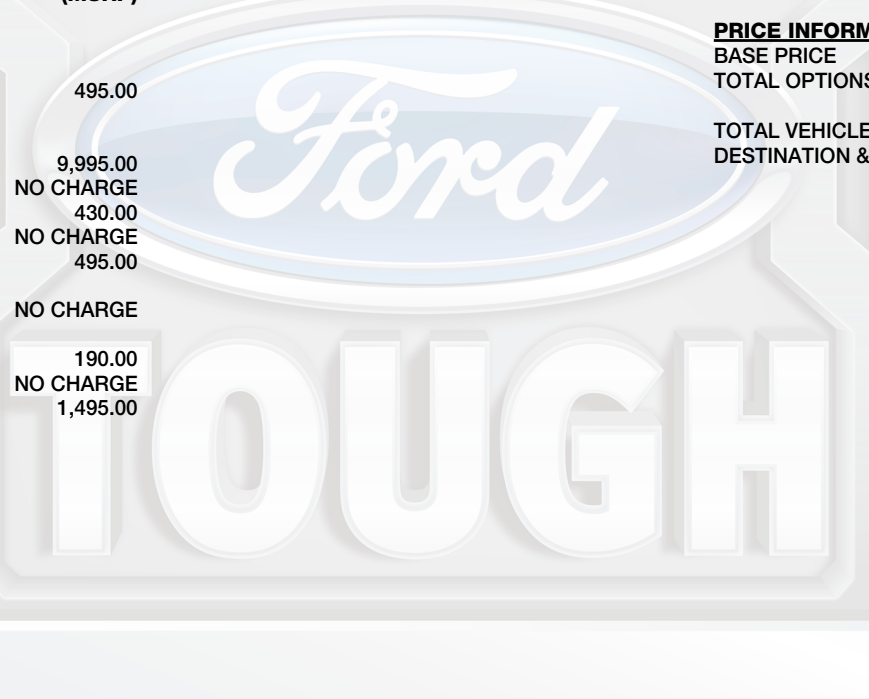 495.00
9,995.00
NO CHARGE
430.00
NO CHARGE
495.00
NO CHARGE
190.00
NO CHARGE
1,495.00
PRICE INFORM
BASE PRICE
TOTAL OPTIONS
TOTAL VEHICLE
DESTINATION &
Ford
TOUGH